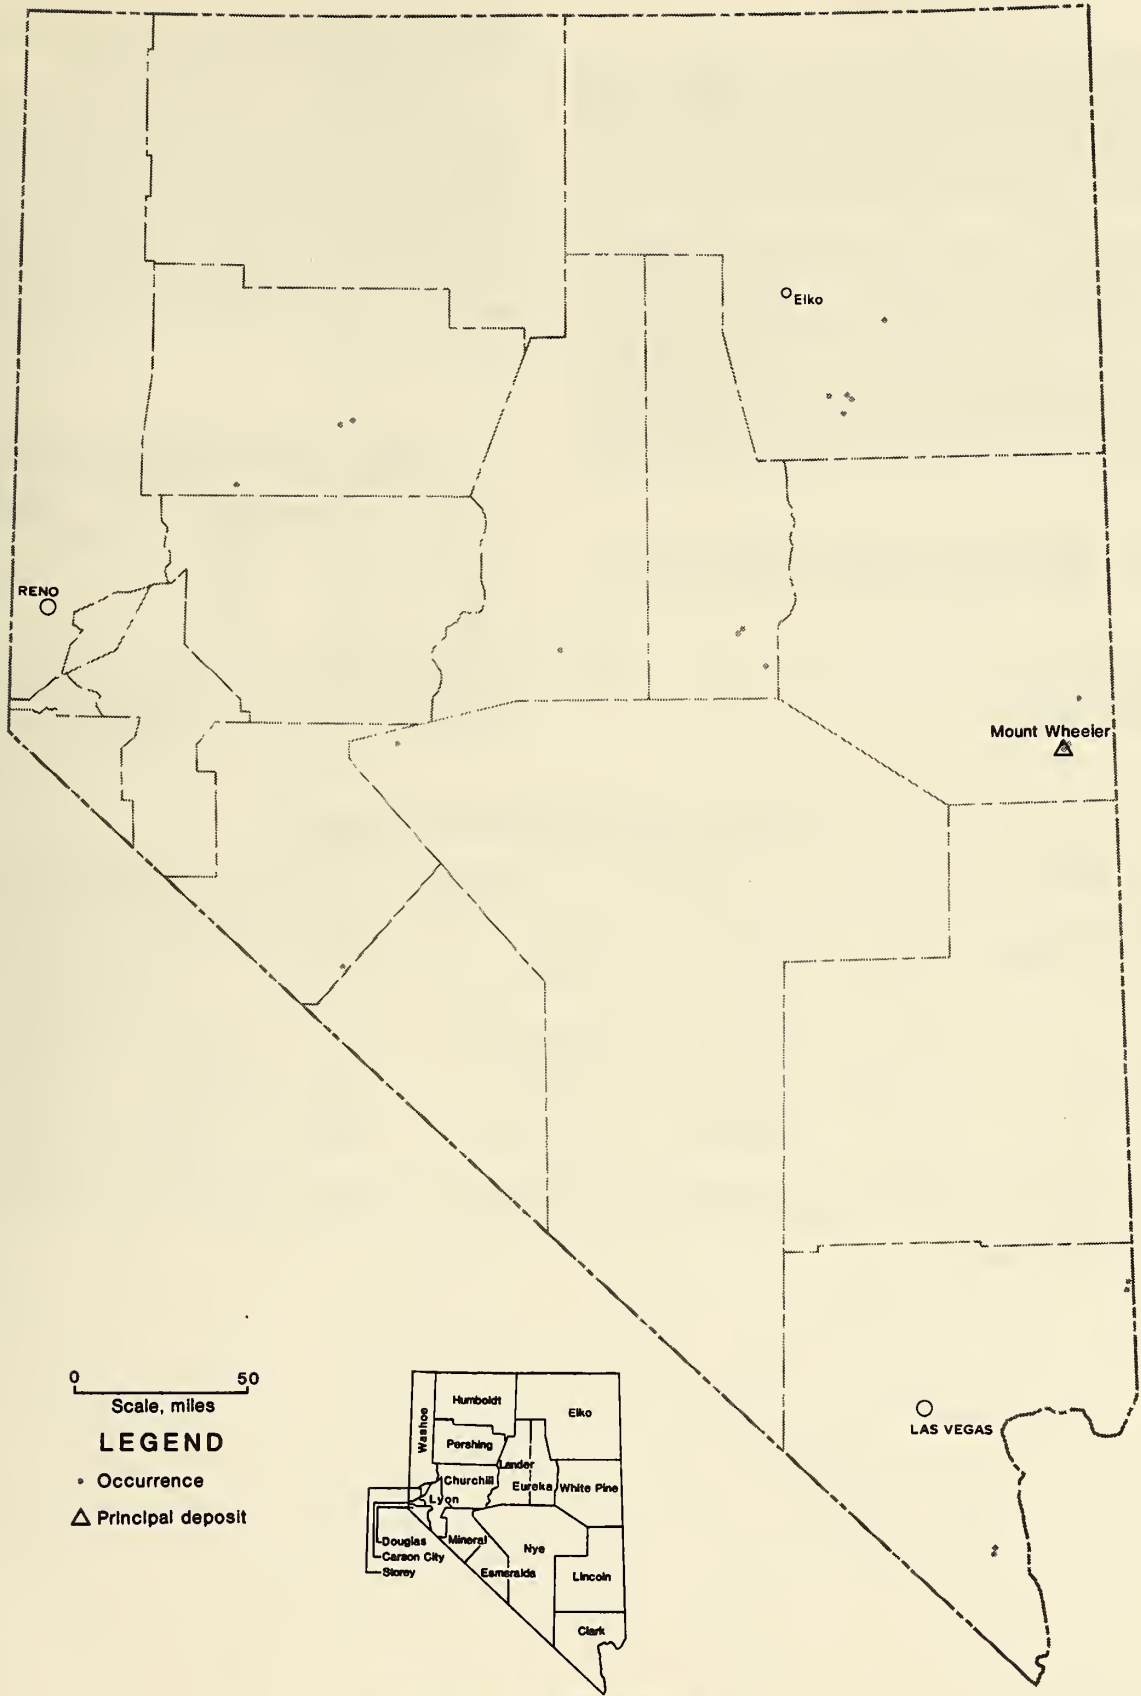 Elko
RENO
Mount Wheeler
LAS VEGAS
0 50
Scale, miles
LEGEND
Occurrence
Principal deposit
Washoe
Humboldt
Elko
Pershing
Lander
Churchill
Eureka
White Pine
Lyon
Douglas
Carson City
Storey
Mineral
Nye
Esmeralda
Lincoln
Clark